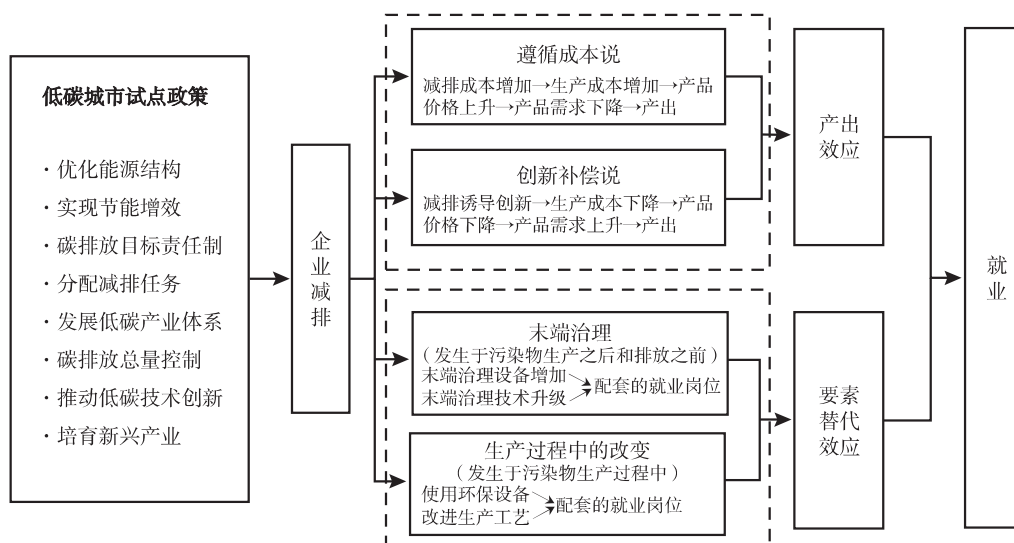 低碳城市试点政策
· 优化能源结构
· 实现节能增效
· 碳排放目标责任制
· 分配减排任务
· 发展低碳产业体系
· 碳排放总量控制
· 推动低碳技术创新
· 培育新兴产业
企
业
减
排
遵循成本说
减排成本增加→生产成本增加→产品
价格上升→产品需求下降→产出
创新补偿说
减排诱导创新→生产成本下降→产品
价格下降→产品需求上升→产出
末端治理
(发生于污染物生产之后和排放之前)
末端治理设备增加
末端治理技术升级
配套的就业岗位
生产过程中的改变
(发生于污染物生产过程中)
使用环保设备
改进生产工艺
配套的就业岗位
产出
效应
要素
替代
效应
就
业